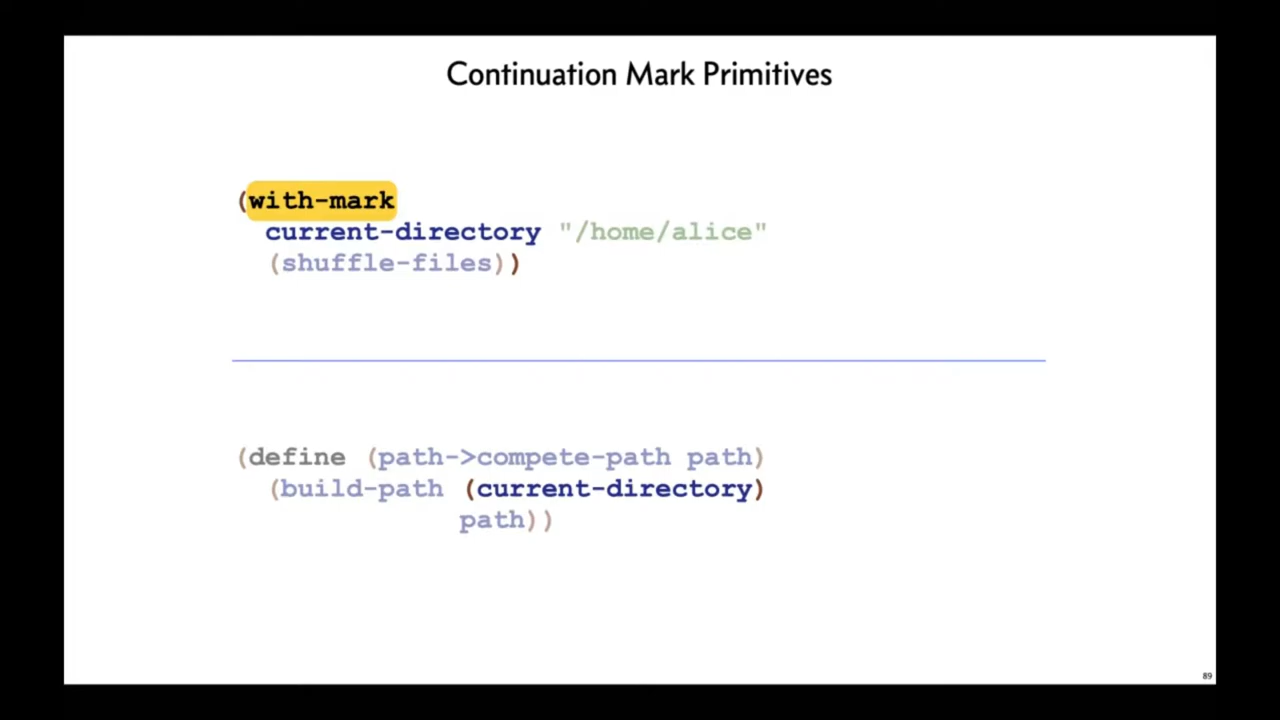 Continuation Mark Primitives
(with-mark
current-directory "/home/alice"
(shuffle-files))
(define (path->compete-path path)
(build-path (current-directory)
path))
89